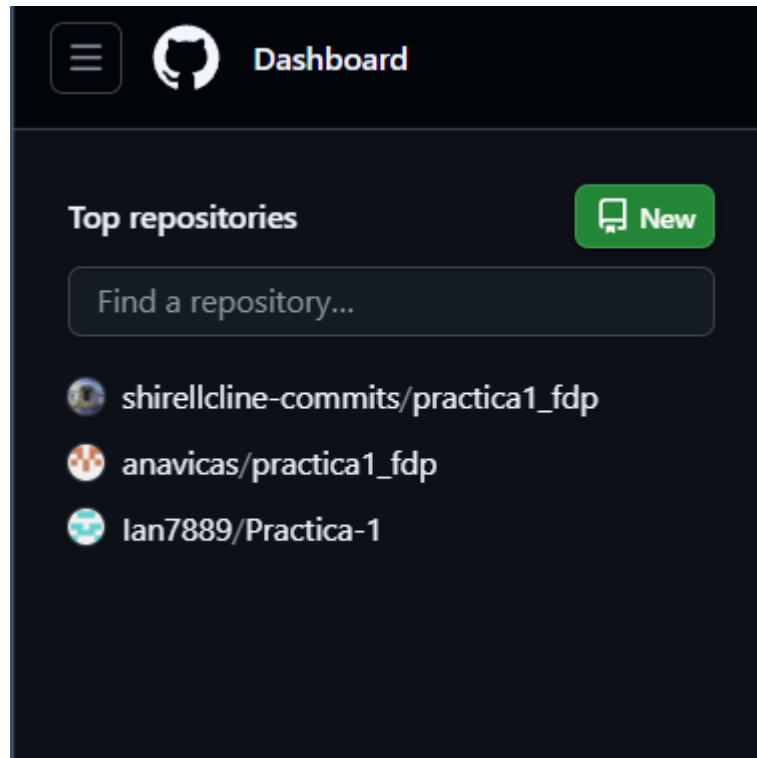 Dashboard
Top repositories
New
Find a repository...
shirellcline-commits/practica1_fdp
anavicas/practica1_fdp
Ian7889/Practica-1